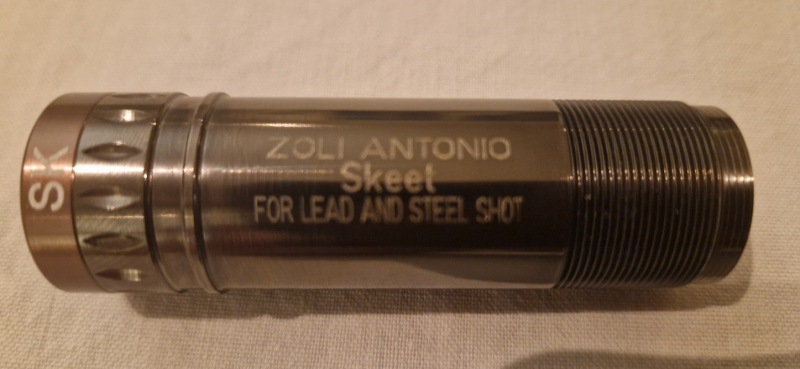 SK
ZOLI ANTONIO
Skeet
FOR LEAD AND STEEL SHOT